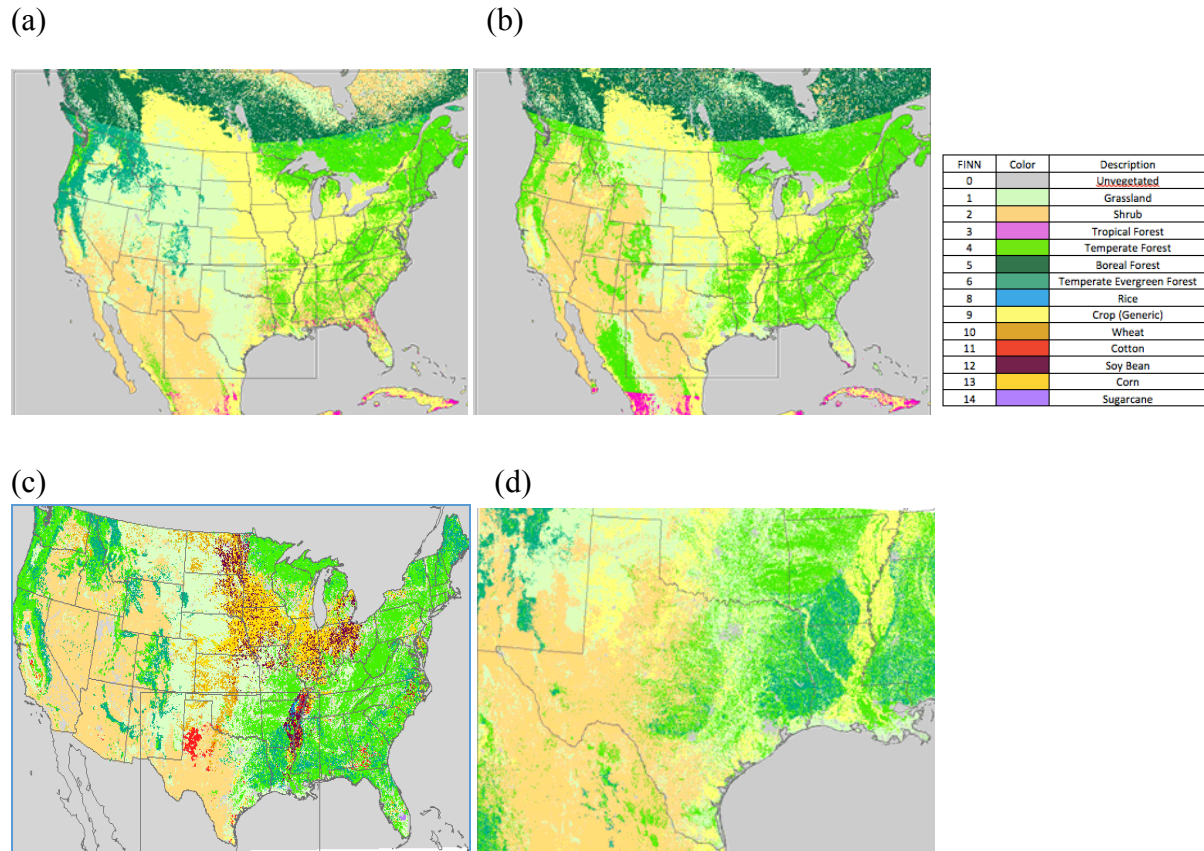 (a)
(b)
FINN Color Description
0 Unvegetated
1 Grassland
2 Shrub
3 Tropical Forest
4 Temperate Forest
5 Boreal Forest
6 Temperate Evergreen Forest
8 Rice
9 Crop (Generic)
10 Wheat
11 Cotton
12 Soy Bean
13 Corn
14 Sugarcane
(c)
(d)